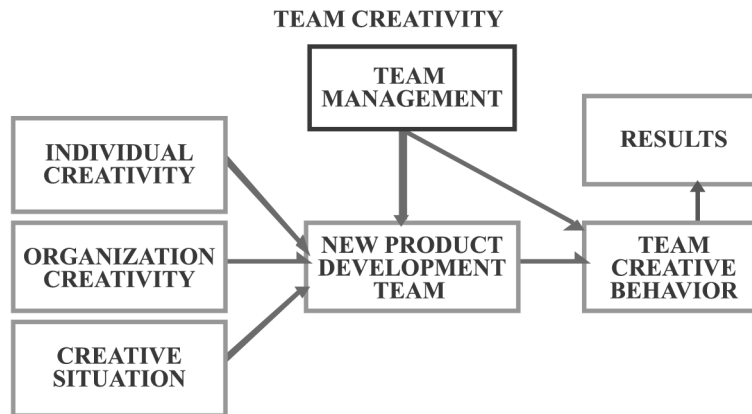 TEAM CREATIVITY
TEAM
MANAGEMENT
RESULTS
INDIVIDUAL
CREATIVITY
ORGANIZATION
CREATIVITY
NEW PRODUCT
DEVELOPMENT
TEAM
TEAM
CREATIVE
BEHAVIOR
CREATIVE
SITUATION